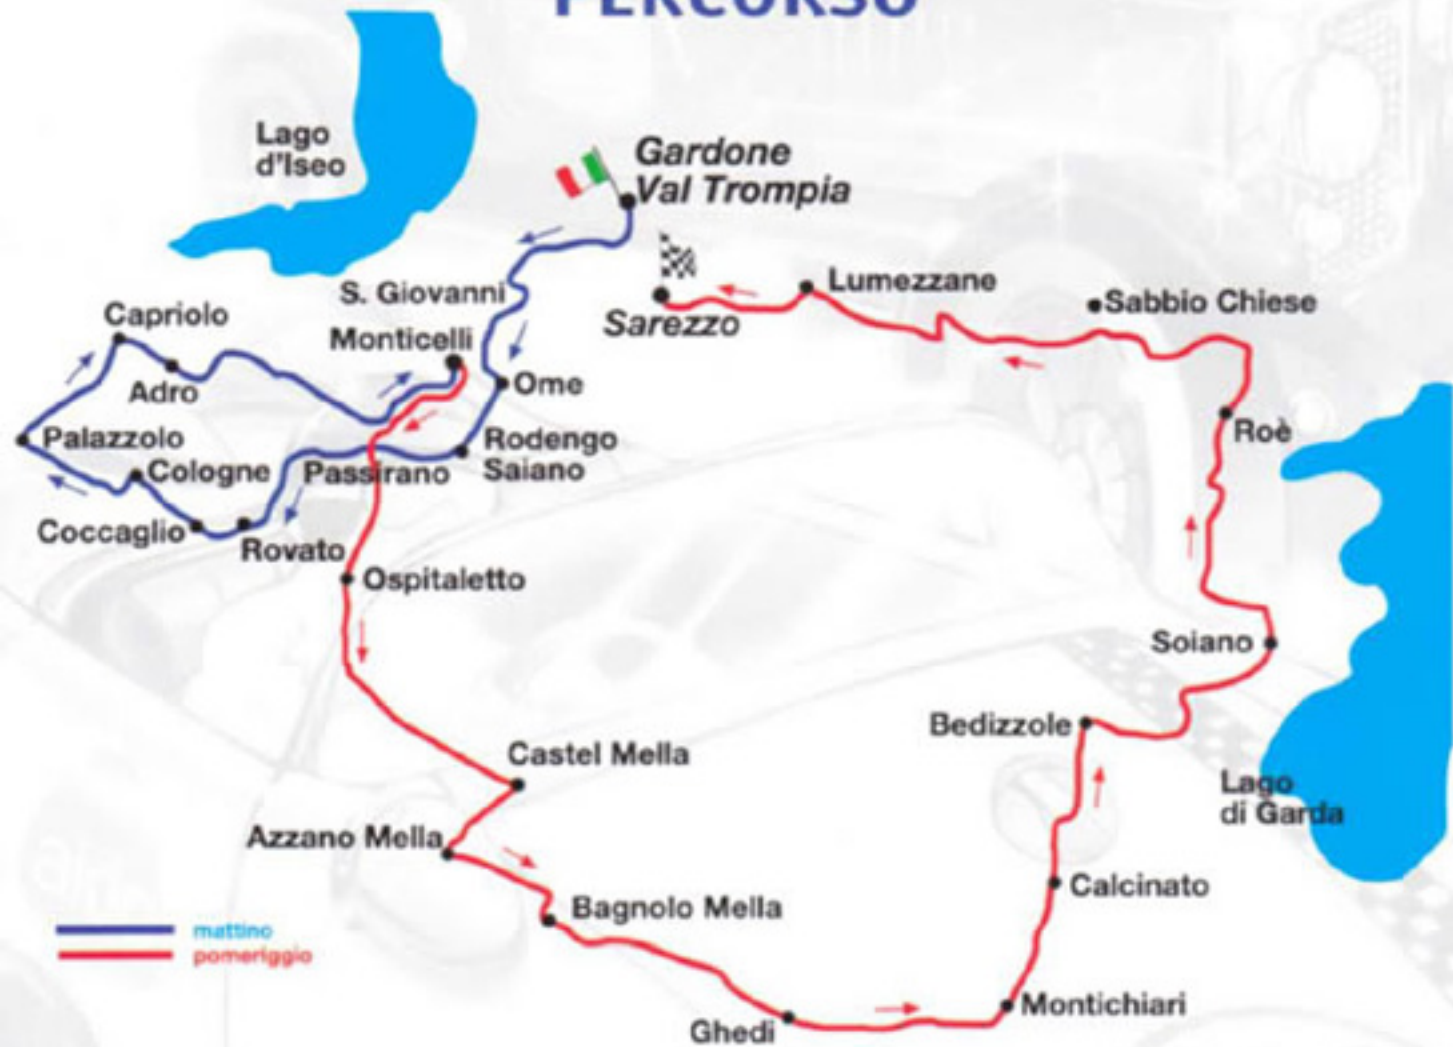 PERCORSO
Lago
d'Iseo
Gardone
Val Trompia
S. Giovanni
Lumezzane
Sabbio Chiese
Capriolo
Monticelli
Sarezzo
Adro
Ome
Palazzolo
Roè
Cologne
Passirano
Rodengo
Saiano
Coccaglio
Rovato
Ospitaletto
Soiano
Bedizzole
Castel Mella
Lago
di Garda
Azzano Mella
Calcinato
Bagnolo Mella
mattino
pomeriggio
Montichiari
Ghedi